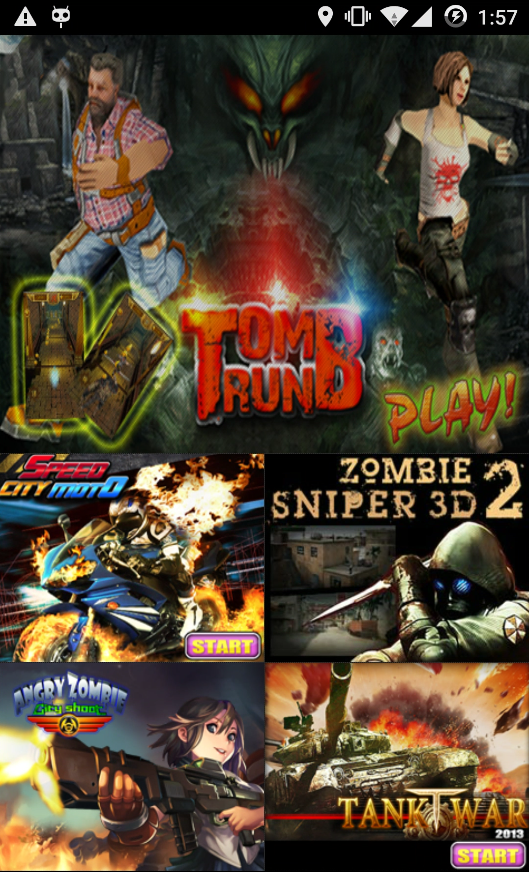 1:57
TOMB
RUN
PLAY!
SPEED
CITY MOTO
START
ZOMBIE
SNIPER 3D 2
ANGRY ZOMBIE
City shoot
TANK WAR
2013
START